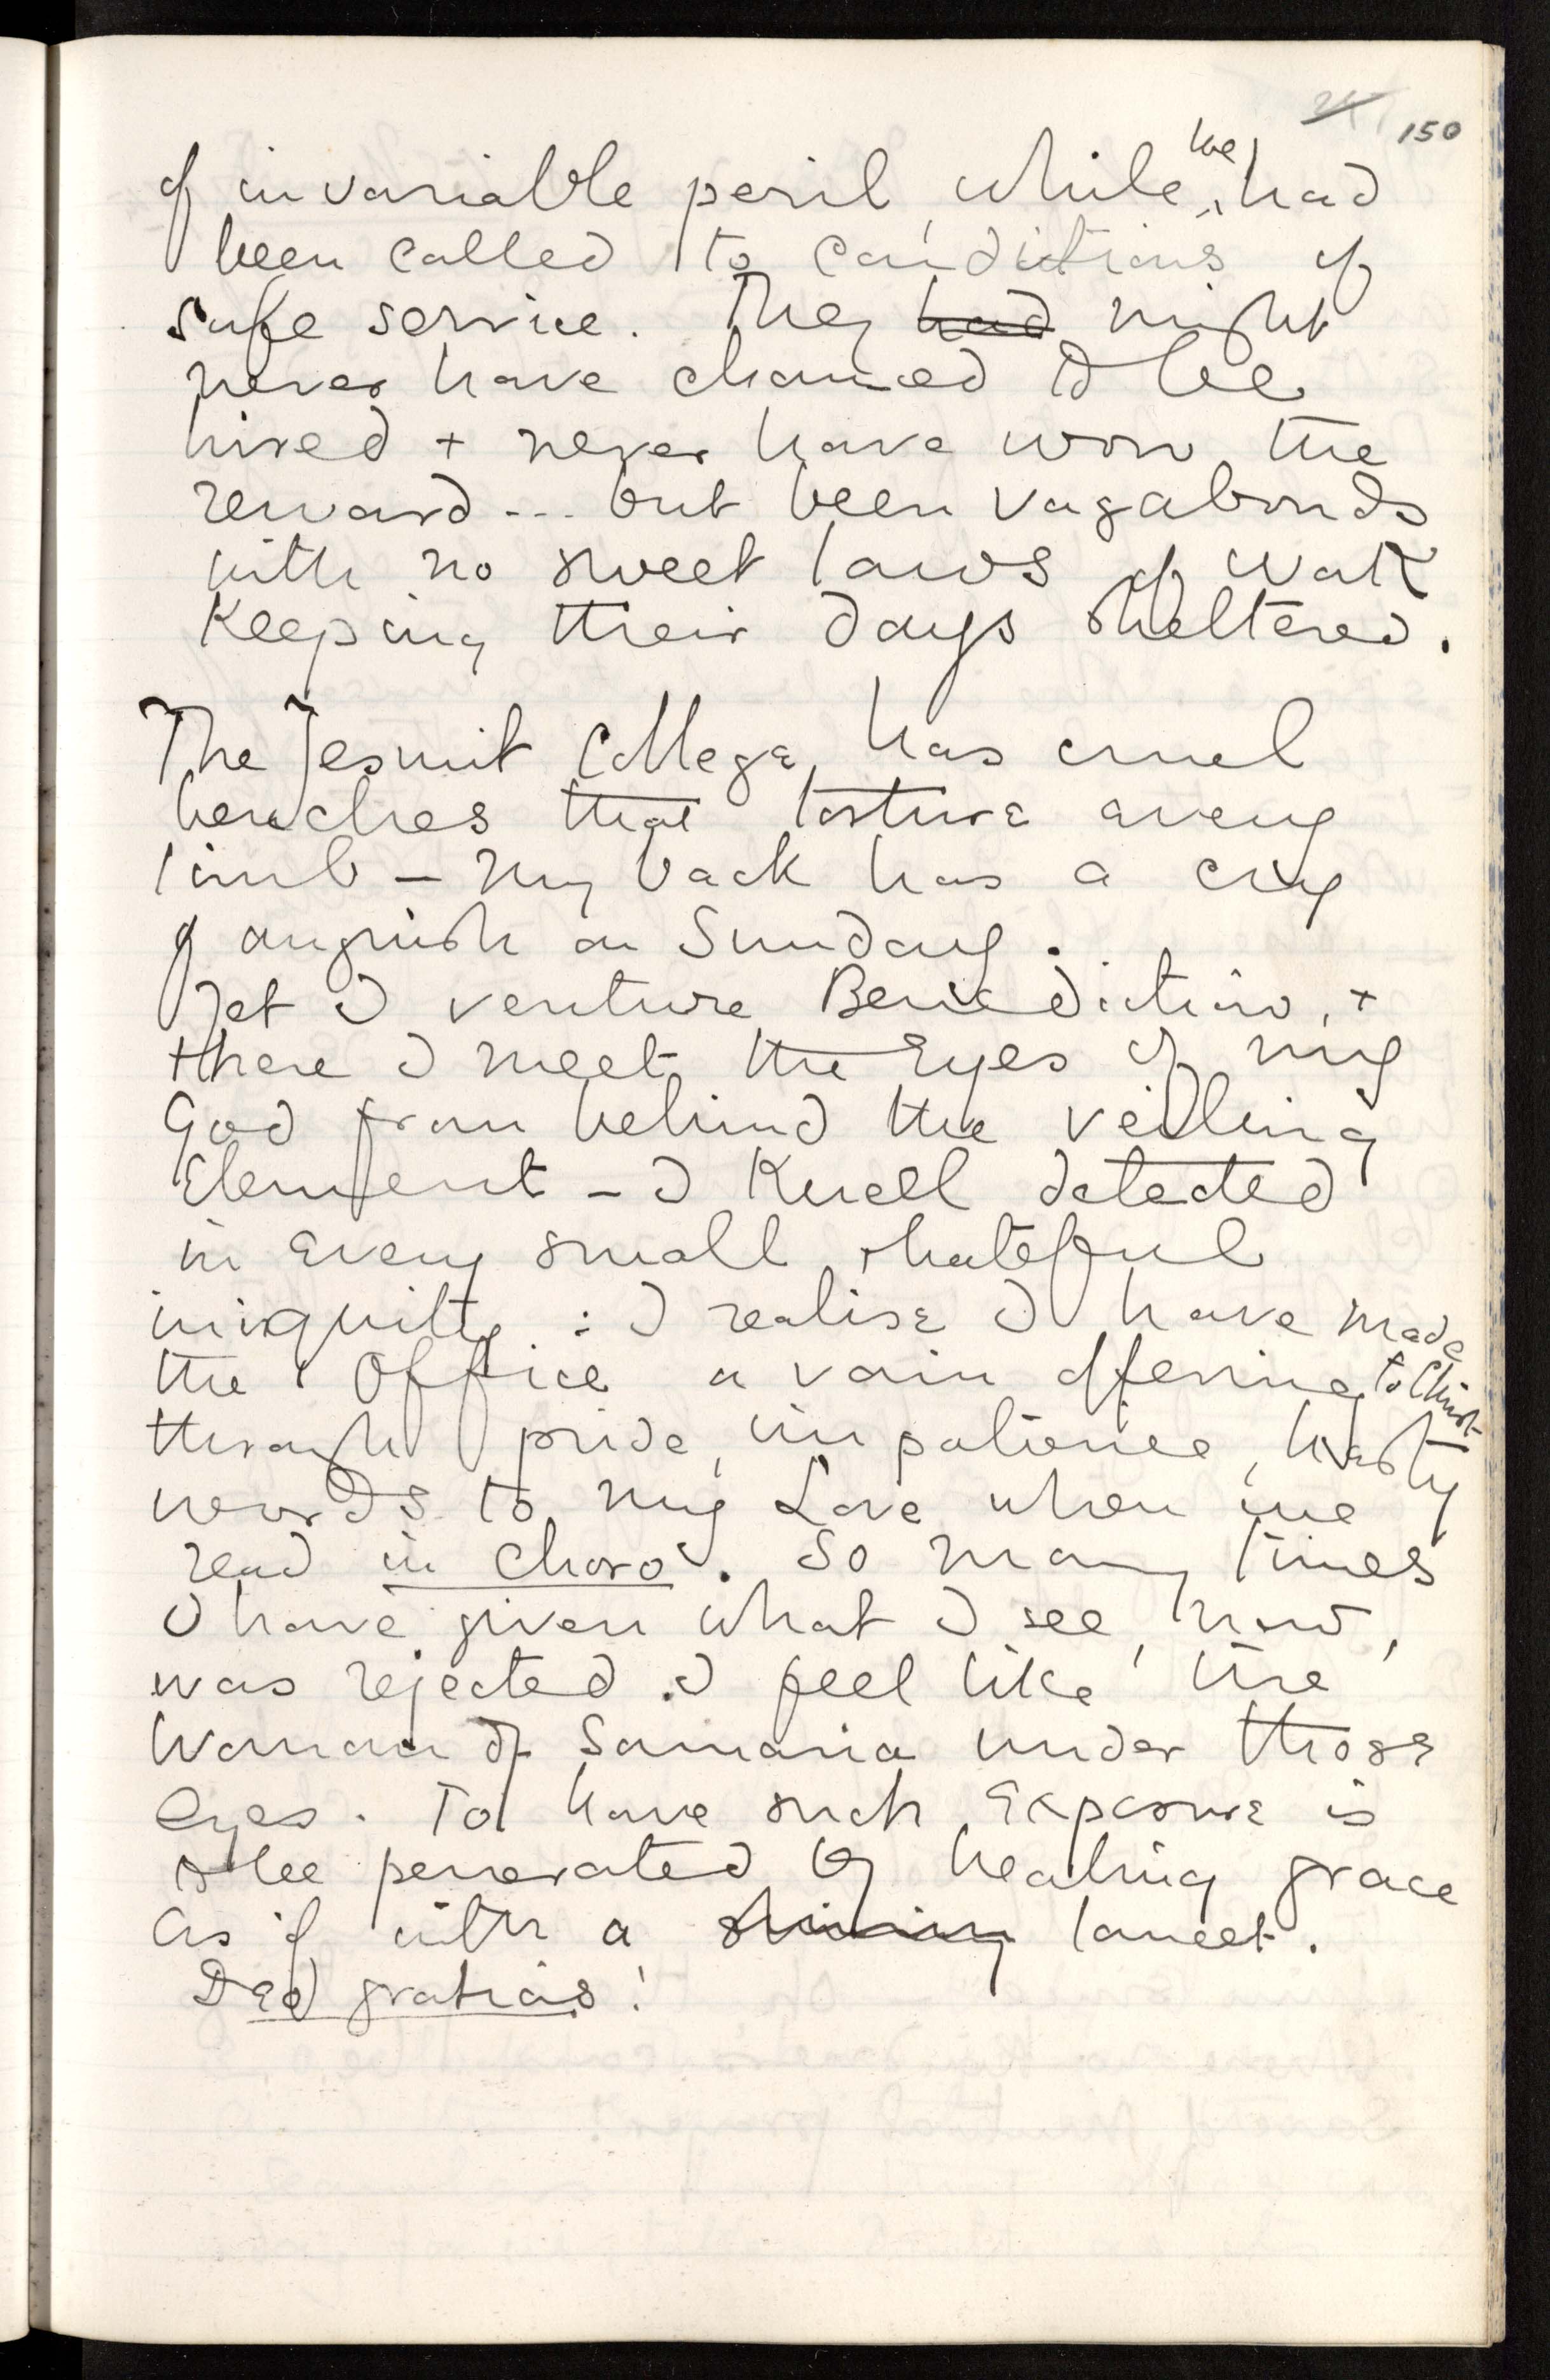 150
of invariable peril, while ^we had
been called to conditions of
safe service. They ~~had~~ might
never have chanced to be
hired + never have won the
reward... but been vagabonds
with no sweet laws of work
keeping their days sheltered.
The Jesuit College has cruel
benches that torture every
limb – my back has a cry
of anguish on Sunday.
Yet I venture Benediction, +
there I meet the Eyes of my
God from behind the veiling
Element – I kneel detected
in every small, hateful
iniquity : I realise I have made
the Office a vain offering to Christ
through pride, impatience, hasty
words to my Love when we
read in choro. So many times
I have given what I see, now,
was rejected. I feel like the
Woman of Samaria under those
eyes. To have such exposure is
to be penetrated by healing grace
as if with a ~~shining~~ lancet.
Deo gratias!